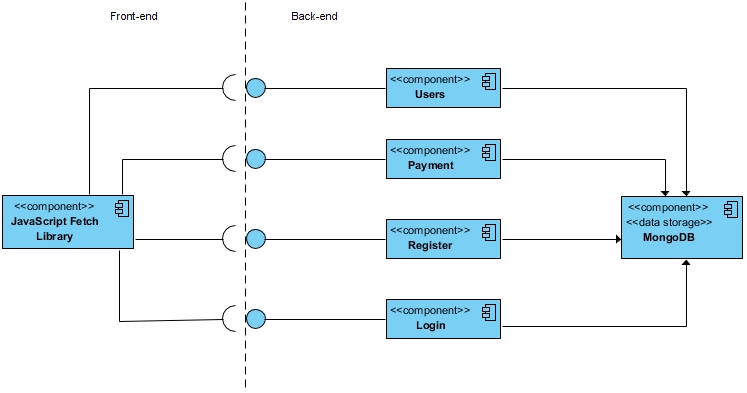 Front-end
Back-end
<<component>>
Users
<<component>>
Payment
<<component>>
JavaScript Fetch
Library
<<component>>
<<data storage>>
MongoDB
<<component>>
Register
<<component>>
Login